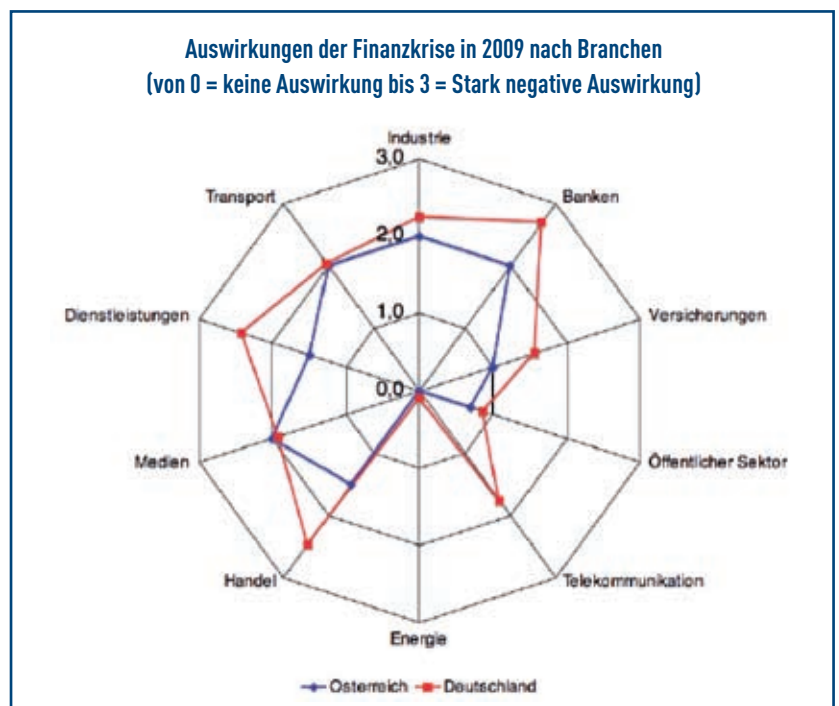 Auswirkungen der Finanzkrise in 2009 nach Branchen
(von 0 = keine Auswirkung bis 3 = Stark negative Auswirkung)
Industrie
3,0
Transport
Banken
2,0
Dienstleistungen
Versicherungen
1,0
0,0
Medien
Öffentlicher Sektor
Handel
Telekommunikation
Energie
Österreich Deutschland